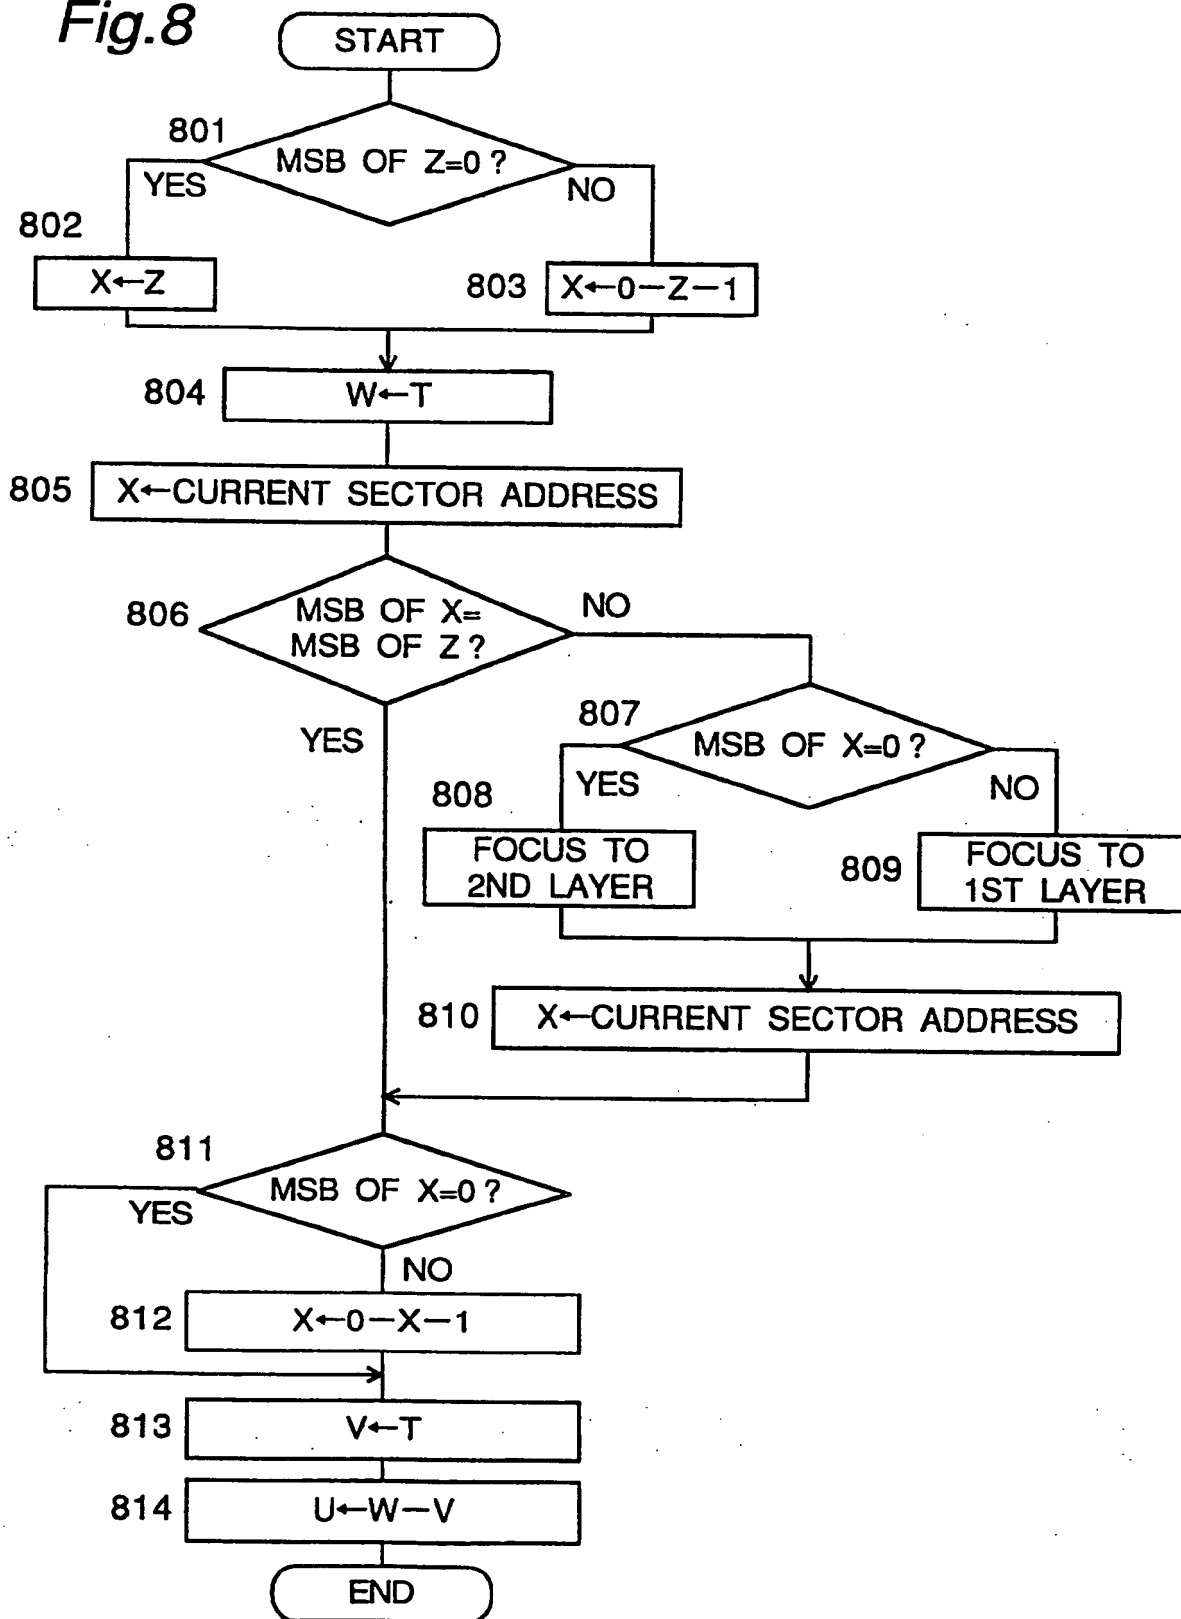 Fig.8
START
801
MSB OF Z=0 ?
YES
NO
802
X←Z
803
X←0−Z−1
804
W←T
805
X←CURRENT SECTOR ADDRESS
806
MSB OF X=
MSB OF Z ?
NO
YES
807
MSB OF X=0 ?
YES
NO
808
FOCUS TO
2ND LAYER
809
FOCUS TO
1ST LAYER
810
X←CURRENT SECTOR ADDRESS
811
MSB OF X=0 ?
YES
NO
812
X←0−X−1
813
V←T
814
U←W−V
END